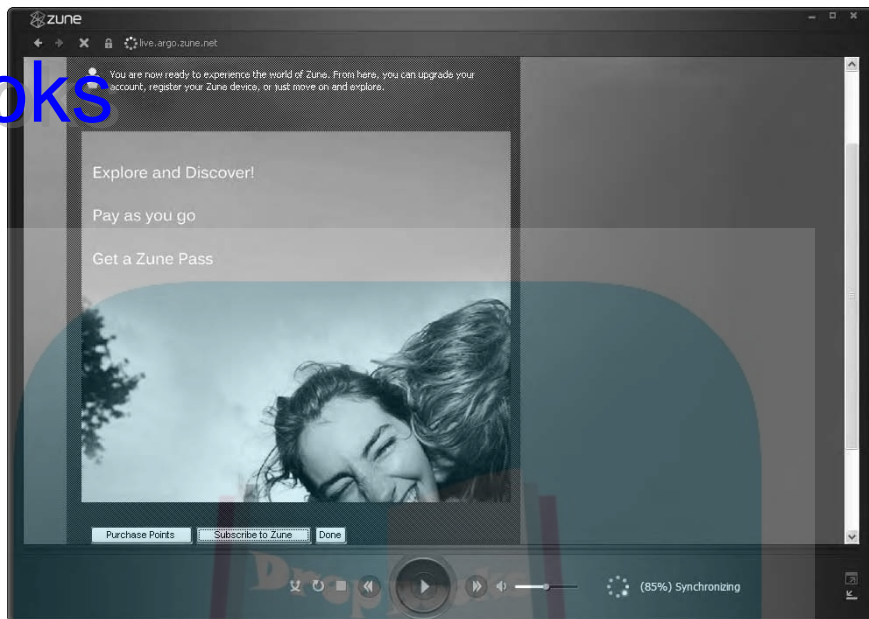 zune
live.argo.zune.net
You are now ready to experience the world of Zune. From here, you can upgrade your
account, register your Zune device, or just move on and explore.
oks
Explore and Discover!
Pay as you go
Get a Zune Pass
Purchase Points
Subscribe to Zune
Done
Drop books
(85%) Synchronizing